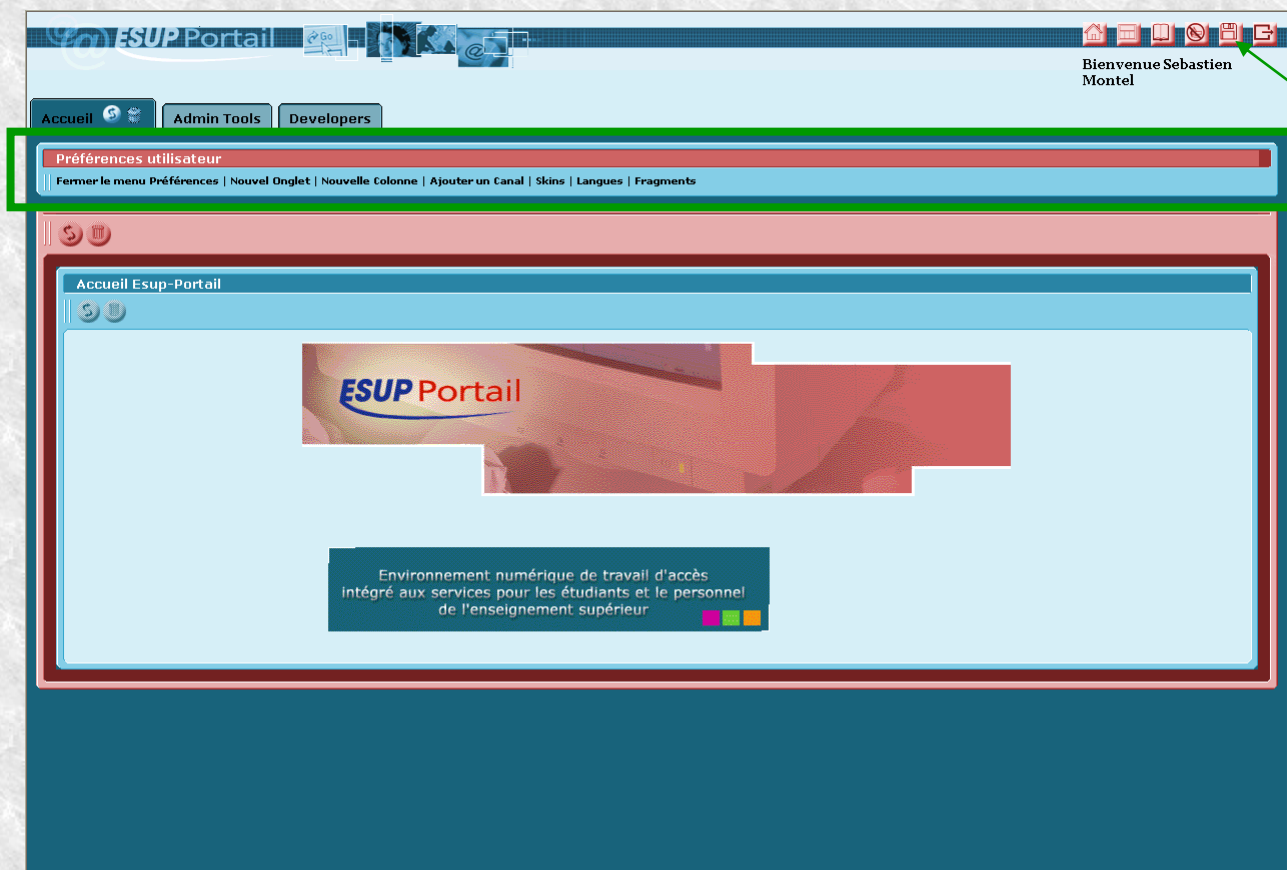 ESUP Portail
Go
Bienvenue Sebastien
Montel
Accueil
Admin Tools
Developers
Préférences utilisateur
Fermer le menu Préférences | Nouvel Onglet | Nouvelle Colonne | Ajouter un Canal | Skins | Langues | Fragments
Accueil Esup-Portail
ESUP Portail
Environnement numérique de travail d'accès
intégré aux services pour les étudiants et le personnel
de l'enseignement supérieur